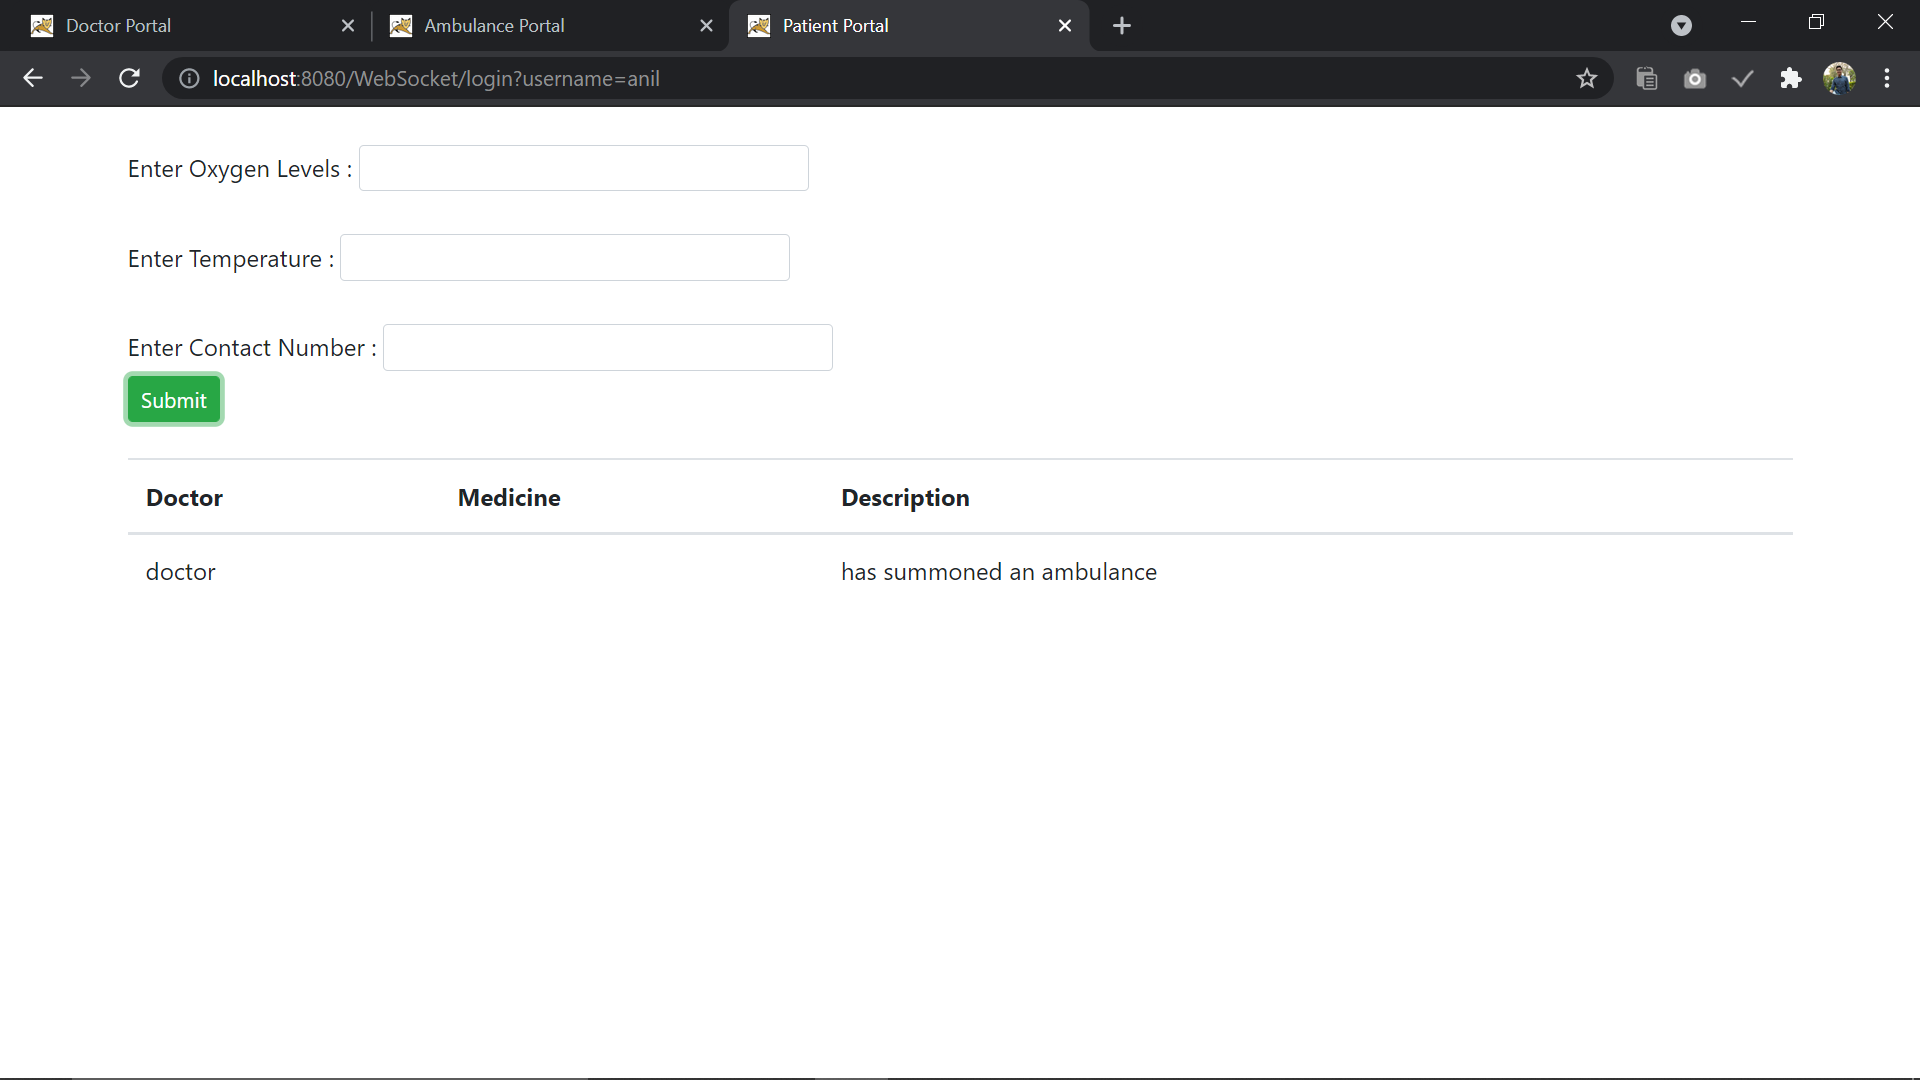 Doctor Portal
Ambulance Portal
Patient Portal
localhost:8080/WebSocket/login?username=anil
Enter Oxygen Levels :
Enter Temperature :
Enter Contact Number :
Submit
Doctor Medicine Description
doctor has summoned an ambulance